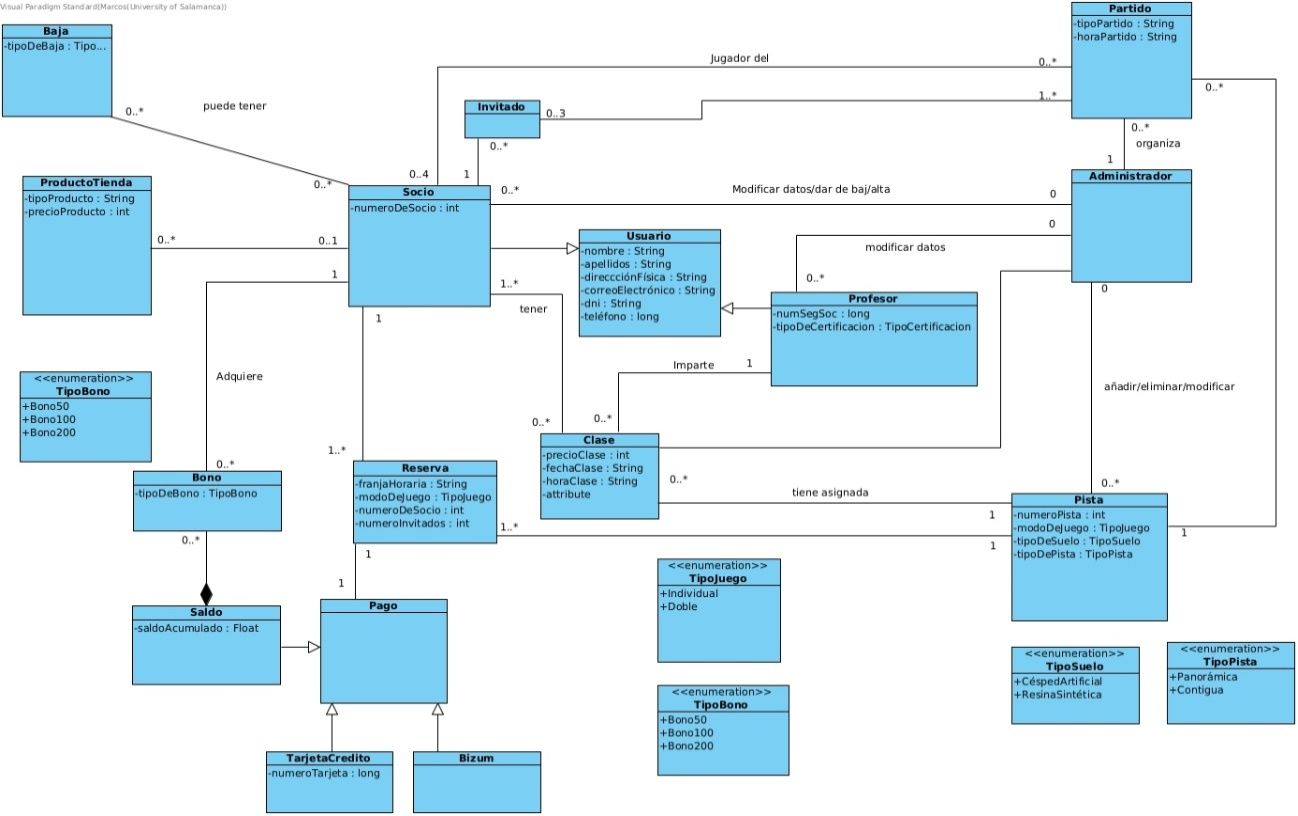 Visual Paradigm Standard(Marcos(University of Salamanca))
Baja
-tipoDeBaja : Tipo...
0..*
puede tener
0..*
Partido
-tipoPartido : String
-horaPartido : String
Jugador del
0..*
0..4
Invitado
0..3
1..*
0..*
1
0..*
0..*
organiza
1
Administrador
ProductoTienda
-tipoProducto : String
-precioProducto : int
0..*
0..1
Socio
-numeroDeSocio : int
0..*
Modificar datos/dar de baj/alta
0
Usuario
-nombre : String
-apellidos : String
-direccciónFísica : String
-correoElectrónico : String
-dni : String
-teléfono : long
0
modificar datos
0..*
Profesor
-numSegSoc : long
-tipoDeCertificacion : TipoCertificacion
1
1..*
tener
0..*
1
Imparte
0..*
1
Adquiere
0..*
0
añadir/eliminar/modificar
0..*
<<enumeration>>
TipoBono
+Bono50
+Bono100
+Bono200
Clase
-precioClase : int
-fechaClase : String
-horaClase : String
-attribute
0..*
tiene asignada
1
1..*
Reserva
-franjaHoraria : String
-modoDeJuego : TipoJuego
-numeroDeSocio : int
-numeroInvitados : int
1..*
1
Bono
-tipoDeBono : TipoBono
0..*
Pista
-numeroPista : int
-modoDeJuego : TipoJuego
-tipoDeSuelo : TipoSuelo
-tipoDePista : TipoPista
1
1
1
Saldo
-saldoAcumulado : Float
Pago
<<enumeration>>
TipoJuego
+Individual
+Doble
<<enumeration>>
TipoSuelo
+CéspedArtificial
+ResinaSintética
<<enumeration>>
TipoPista
+Panorámica
+Contigua
<<enumeration>>
TipoBono
+Bono50
+Bono100
+Bono200
TarjetaCredito
-numeroTarjeta : long
Bizum